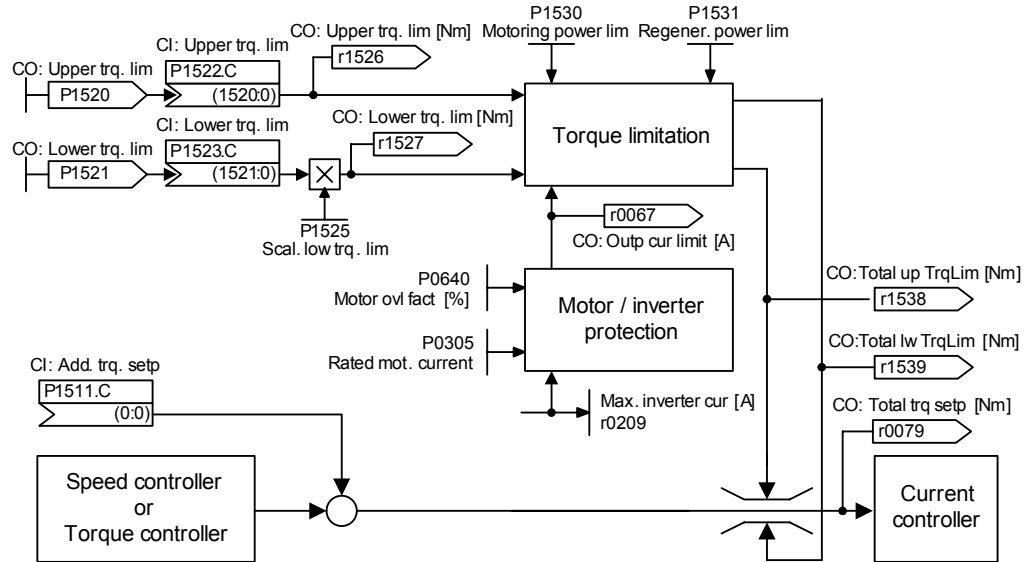 P1530
Motoring power lim
P1531
Regener. power lim
CO: Upper trq. lim [Nm]
r1526
CI: Upper trq. lim
P1522.C
(1520:0)
CO: Upper trq. lim
P1520
Torque limitation
CO: Lower trq. lim [Nm]
r1527
CI: Lower trq. lim
P1523.C
(1521:0)
CO: Lower trq. lim
P1521
P1525
Scal. low trq. lim
r0067
CO: Outp cur limit [A]
P0640
Motor ovl fact [%]
Motor / inverter
protection
P0305
Rated mot. current
CO:Total up TrqLim [Nm]
r1538
CO:Total lw TrqLim [Nm]
r1539
CI: Add. trq. setp
P1511.C
(0:0)
Max. inverter cur [A]
r0209
CO: Total trq setp [Nm]
r0079
Speed controller
or
Torque controller
Current
controller